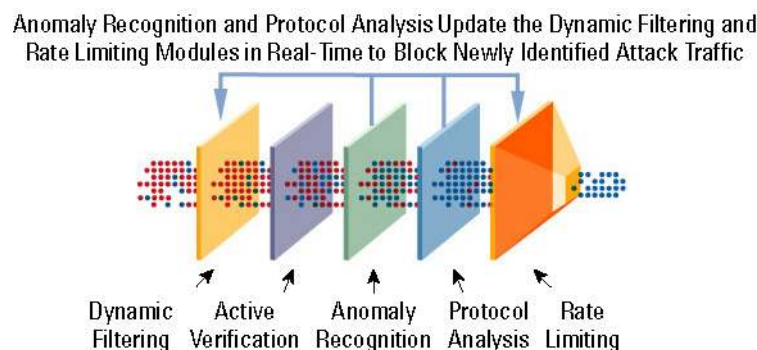 Anomaly Recognition and Protocol Analysis Update the Dynamic Filtering and
Rate Limiting Modules in Real-Time to Block Newly Identified Attack Traffic
Dynamic Filtering
Active Verification
Anomaly Recognition
Protocol Analysis
Rate Limiting